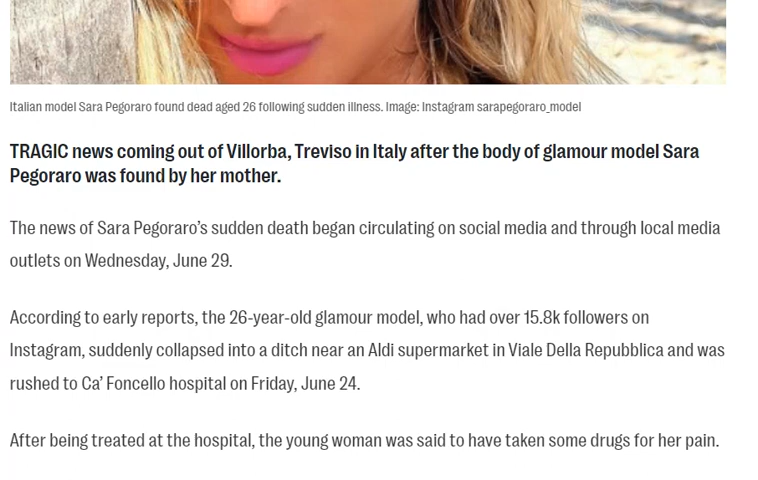 Italian model Sara Pegoraro found dead aged 26 following sudden illness. Image: Instagram sarapegoraro_model
TRAGIC news coming out of Villorba, Treviso in Italy after the body of glamour model Sara
Pegoraro was found by her mother.
The news of Sara Pegoraro’s sudden death began circulating on social media and through local media
outlets on Wednesday, June 29.
According to early reports, the 26-year-old glamour model, who had over 15.8k followers on
Instagram, suddenly collapsed into a ditch near an Aldi supermarket in Viale Della Repubblica and was
rushed to Ca’ Foncello hospital on Friday, June 24.
After being treated at the hospital, the young woman was said to have taken some drugs for her pain.